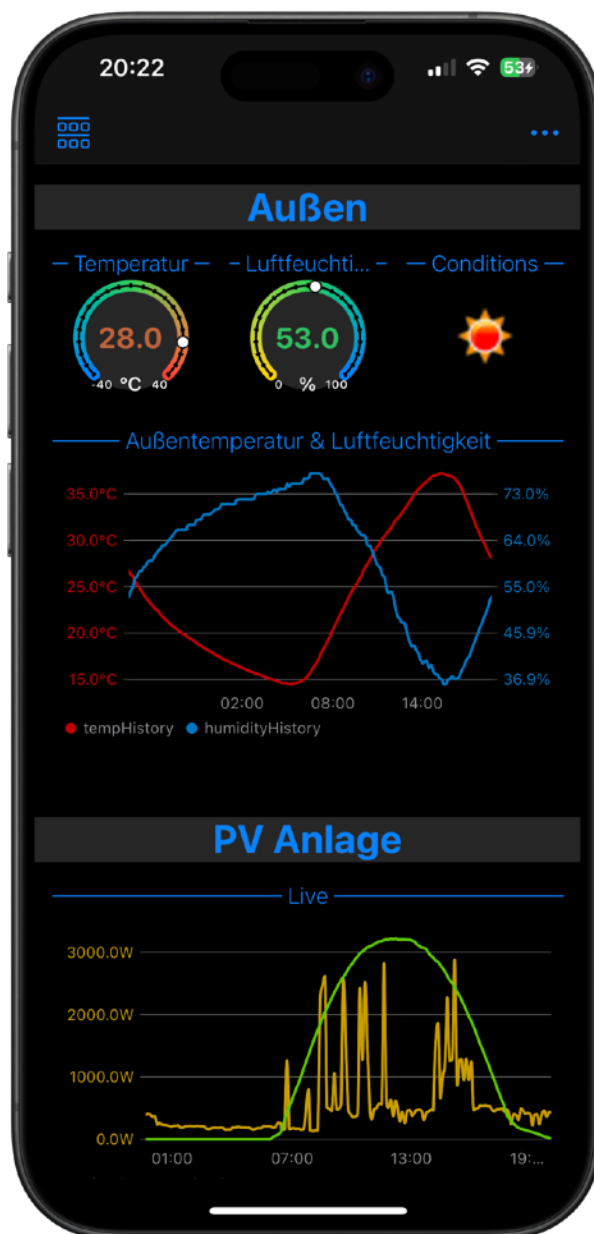 20:22 53
Außen
Temperatur Luftfeuchti... Conditions
28.0 53.0
-40 °C 40 0 % 100
Außentemperatur & Luftfeuchtigkeit
35.0°C 73.0%
30.0°C 64.0%
25.0°C 55.0%
20.0°C 45.9%
15.0°C 36.9%
02:00 08:00 14:00
tempHistory humidityHistory
PV Anlage
Live
3000.0W
2000.0W
1000.0W
0.0W
01:00 07:00 13:00 19:...